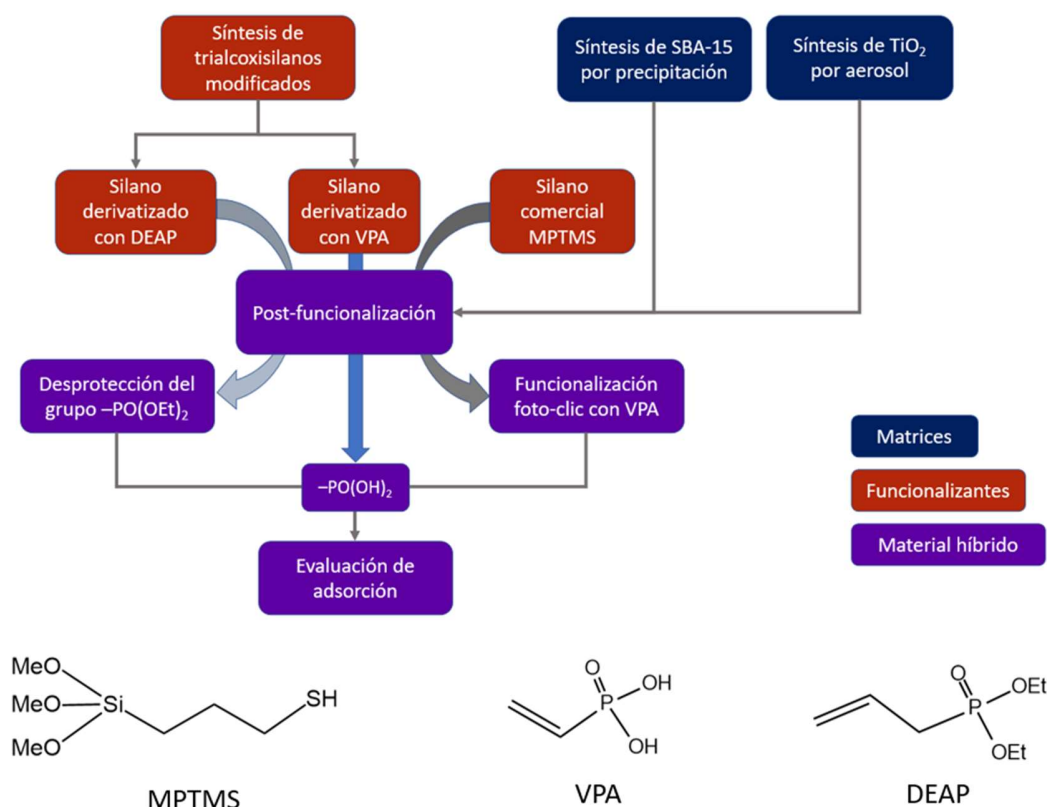 Síntesis de
trialcoxisilanos
modificados
Síntesis de SBA-15
por precipitación
Síntesis de TiO₂
por aerosol
Silano
derivatizado
con DEAP
Silano
derivatizado
con VPA
Silano
comercial
MPTMS
Post-funcionalización
Desprotección del
grupo –PO(OEt)₂
Funcionalización
foto-clic con VPA
–PO(OH)₂
Evaluación de
adsorción
Matrices
Funcionalizantes
Material híbrido
MeO
MeO
MeO
Si
SH
MPTMS
O
P
OH
OH
VPA
O
P
OEt
OEt
DEAP